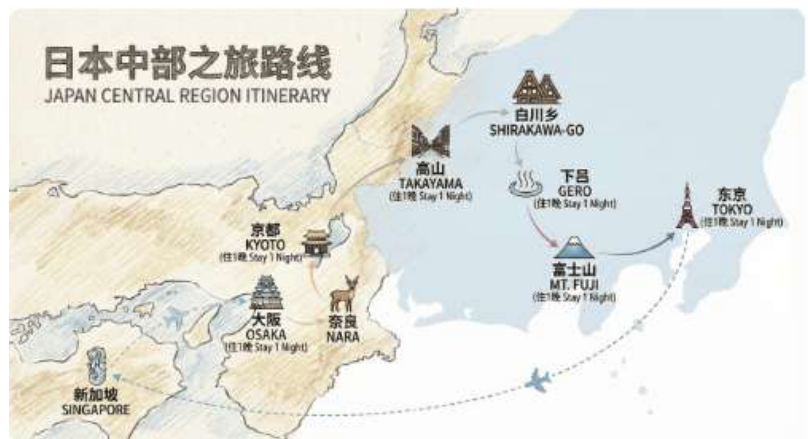 日本中部之旅路线
JAPAN CENTRAL REGION ITINERARY
白川乡
SHIRAKAWA-GO
高山
TAKAYAMA
(住1晚 Stay 1 Night)
下吕
GERO
(住1晚 Stay 1 Night)
东京
TOKYO
(住1晚 Stay 1 Night)
京都
KYOTO
(住1晚 Stay 1 Night)
富士山
MT. FUJI
(住1晚 Stay 1 Night)
大阪
OSAKA
(住1晚 Stay 1 Night)
奈良
NARA
新加坡
SINGAPORE